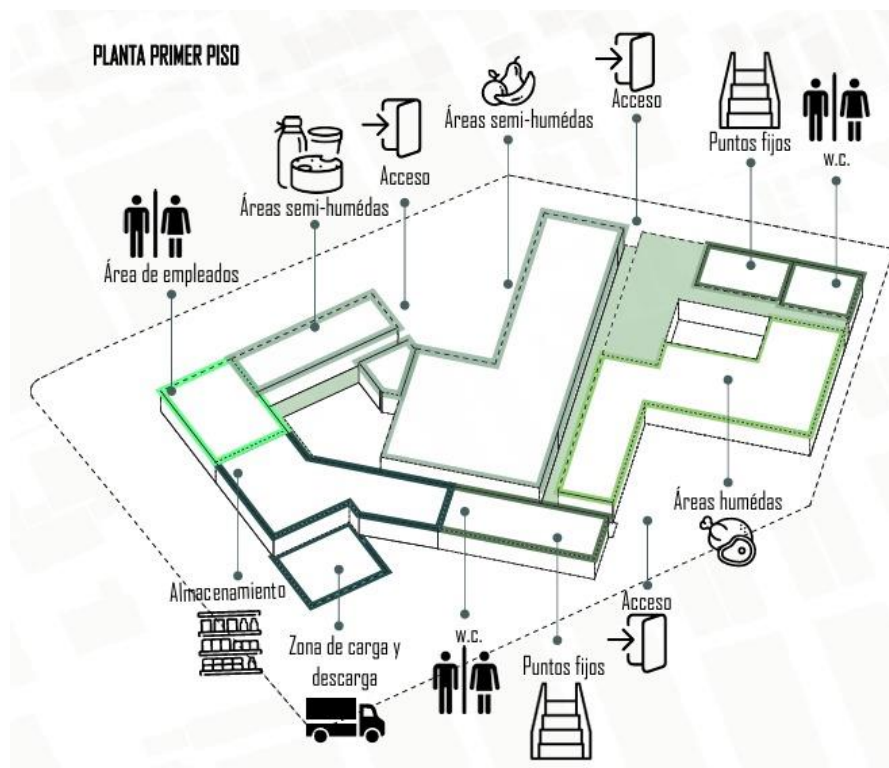 PLANTA PRIMER PISO
Acceso
Áreas semi-humédas
Puntos fijos
w.c.
Acceso
Áreas semi-humédas
Área de empleados
Áreas humédas
Almacenamiento
Zona de carga y
descarga
w.c.
Puntos fijos
Acceso